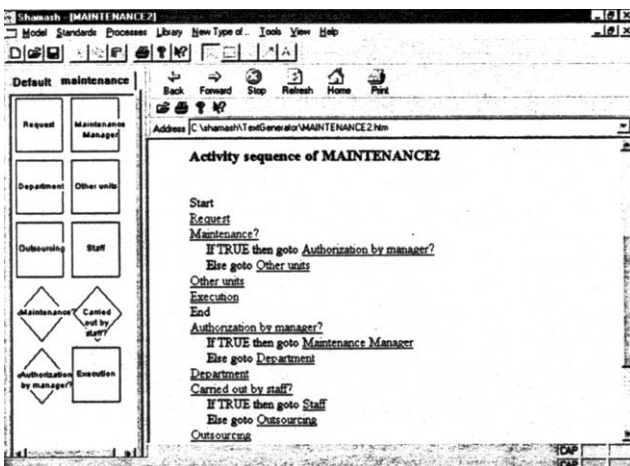 Shamash - [MAINTENANCE2]
Model Standards Processes Library New Type of .. Tools View Help
Default maintenance
Back Forward Stop Refresh Home Print
Address C:\shamash\TextGenerator\MAINTENANCE2.htm
Request
Maintenance
Manager
Department
Other units
Outsourcing
Staff
Maintenance?
Carried
out by
staff?
Authorization
by manager?
Execution
Activity sequence of MAINTENANCE2
Start
Request
Maintenance?
If TRUE then goto Authorization by manager?
Else goto Other units
Other units
Execution
End
Authorization by manager?
If TRUE then goto Maintenance Manager
Else goto Department
Department
Carried out by staff?
If TRUE then goto Staff
Else goto Outsourcing
Outsourcing
CAP